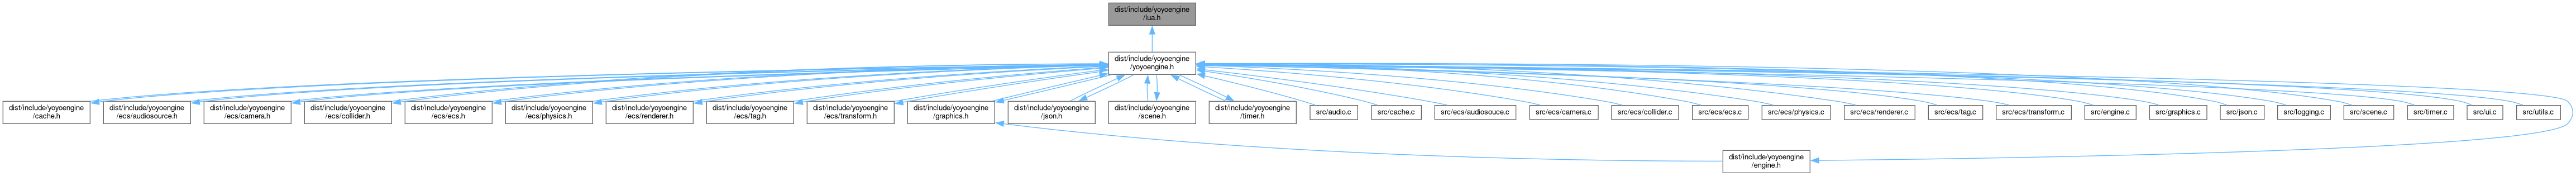 dist/include/yoyoengine
/lua.h
dist/include/yoyoengine
/yoyoengine.h
dist/include/yoyoengine
/cache.h
dist/include/yoyoengine
/ecs/audiosource.h
dist/include/yoyoengine
/ecs/camera.h
dist/include/yoyoengine
/ecs/collider.h
dist/include/yoyoengine
/ecs/ecs.h
dist/include/yoyoengine
/ecs/physics.h
dist/include/yoyoengine
/ecs/renderer.h
dist/include/yoyoengine
/ecs/tag.h
dist/include/yoyoengine
/ecs/transform.h
dist/include/yoyoengine
/graphics.h
dist/include/yoyoengine
/json.h
dist/include/yoyoengine
/scene.h
dist/include/yoyoengine
/timer.h
src/audio.c
src/cache.c
src/ecs/audiosouce.c
src/ecs/camera.c
src/ecs/collider.c
src/ecs/ecs.c
src/ecs/physics.c
src/ecs/renderer.c
src/ecs/tag.c
src/ecs/transform.c
src/engine.c
src/graphics.c
src/json.c
src/logging.c
src/scene.c
src/timer.c
src/ui.c
src/utils.c
dist/include/yoyoengine
/engine.h